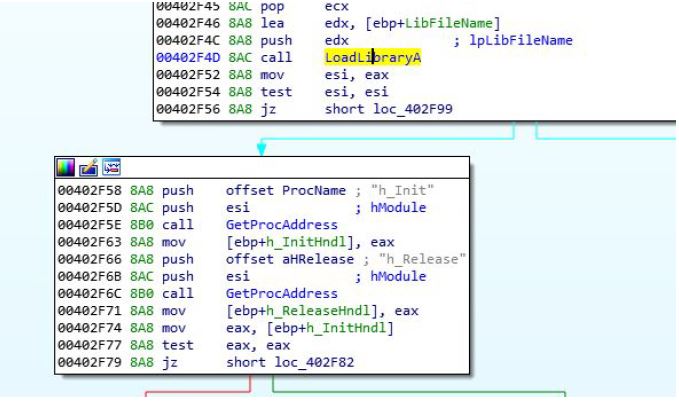 00402F45 8AC pop ecx
00402F46 8A8 lea edx, [ebp+LibFileName]
00402F4C 8A8 push edx ; lpLibFileName
00402F4D 8AC call LoadLibraryA
00402F52 8A8 mov esi, eax
00402F54 8A8 test esi, esi
00402F56 8A8 jz short loc_402F99
00402F58 8A8 push offset ProcName ; "h_Init"
00402F5D 8AC push esi ; hModule
00402F5E 8B0 call GetProcAddress
00402F63 8A8 mov [ebp+h_InitHndl], eax
00402F66 8A8 push offset aHRelease ; "h_Release"
00402F6B 8AC push esi ; hModule
00402F6C 8B0 call GetProcAddress
00402F71 8A8 mov [ebp+h_ReleaseHndl], eax
00402F74 8A8 mov eax, [ebp+h_InitHndl]
00402F77 8A8 test eax, eax
00402F79 8A8 jz short loc_402F82